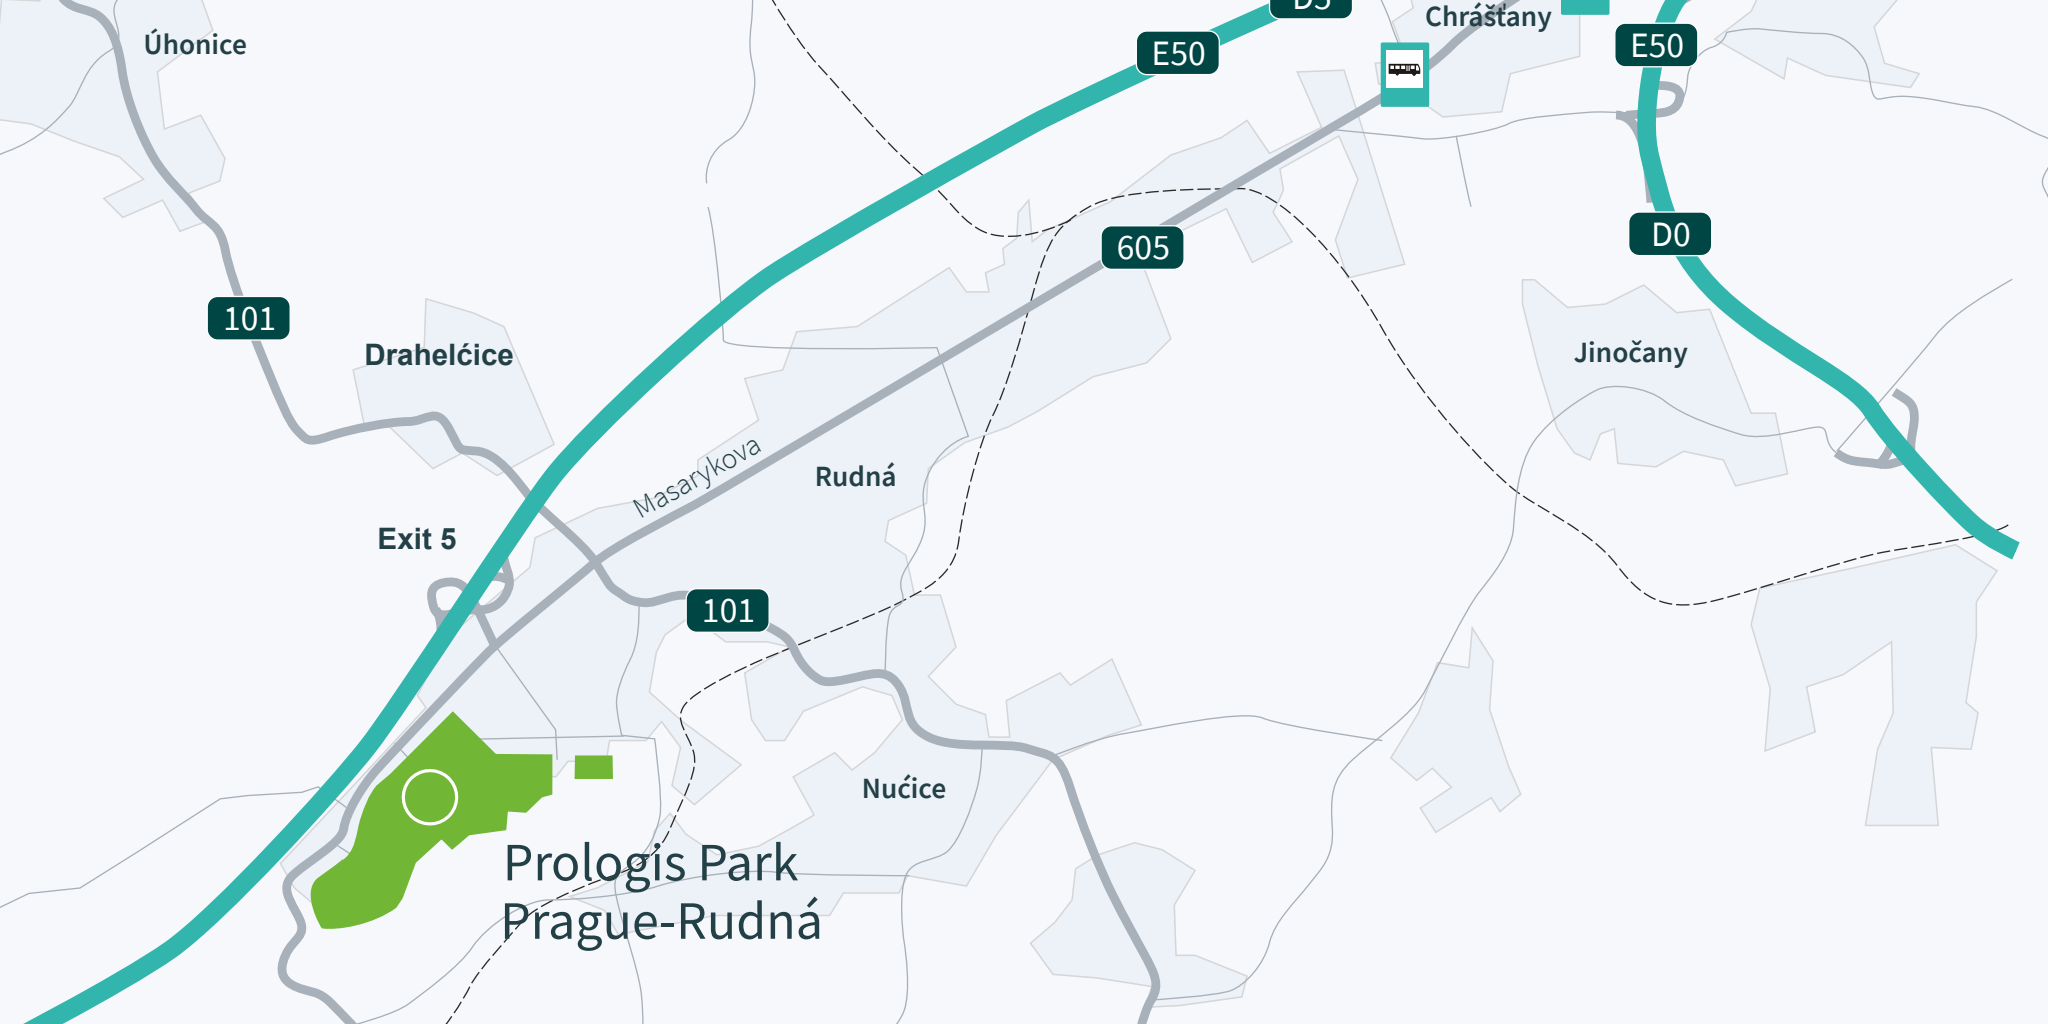 D5
Chrášťany
Úhonice
E50
E50
D0
605
101
Drahelćice
Jinočany
Masarykova
Rudná
Exit 5
101
Nućice
Prologis Park
Prague-Rudná